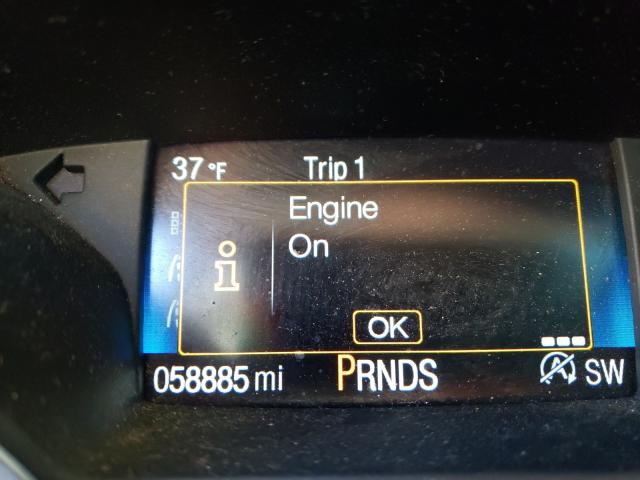 37 °F Trip 1
Engine
On
i
OK
058885 mi PRNDS A SW